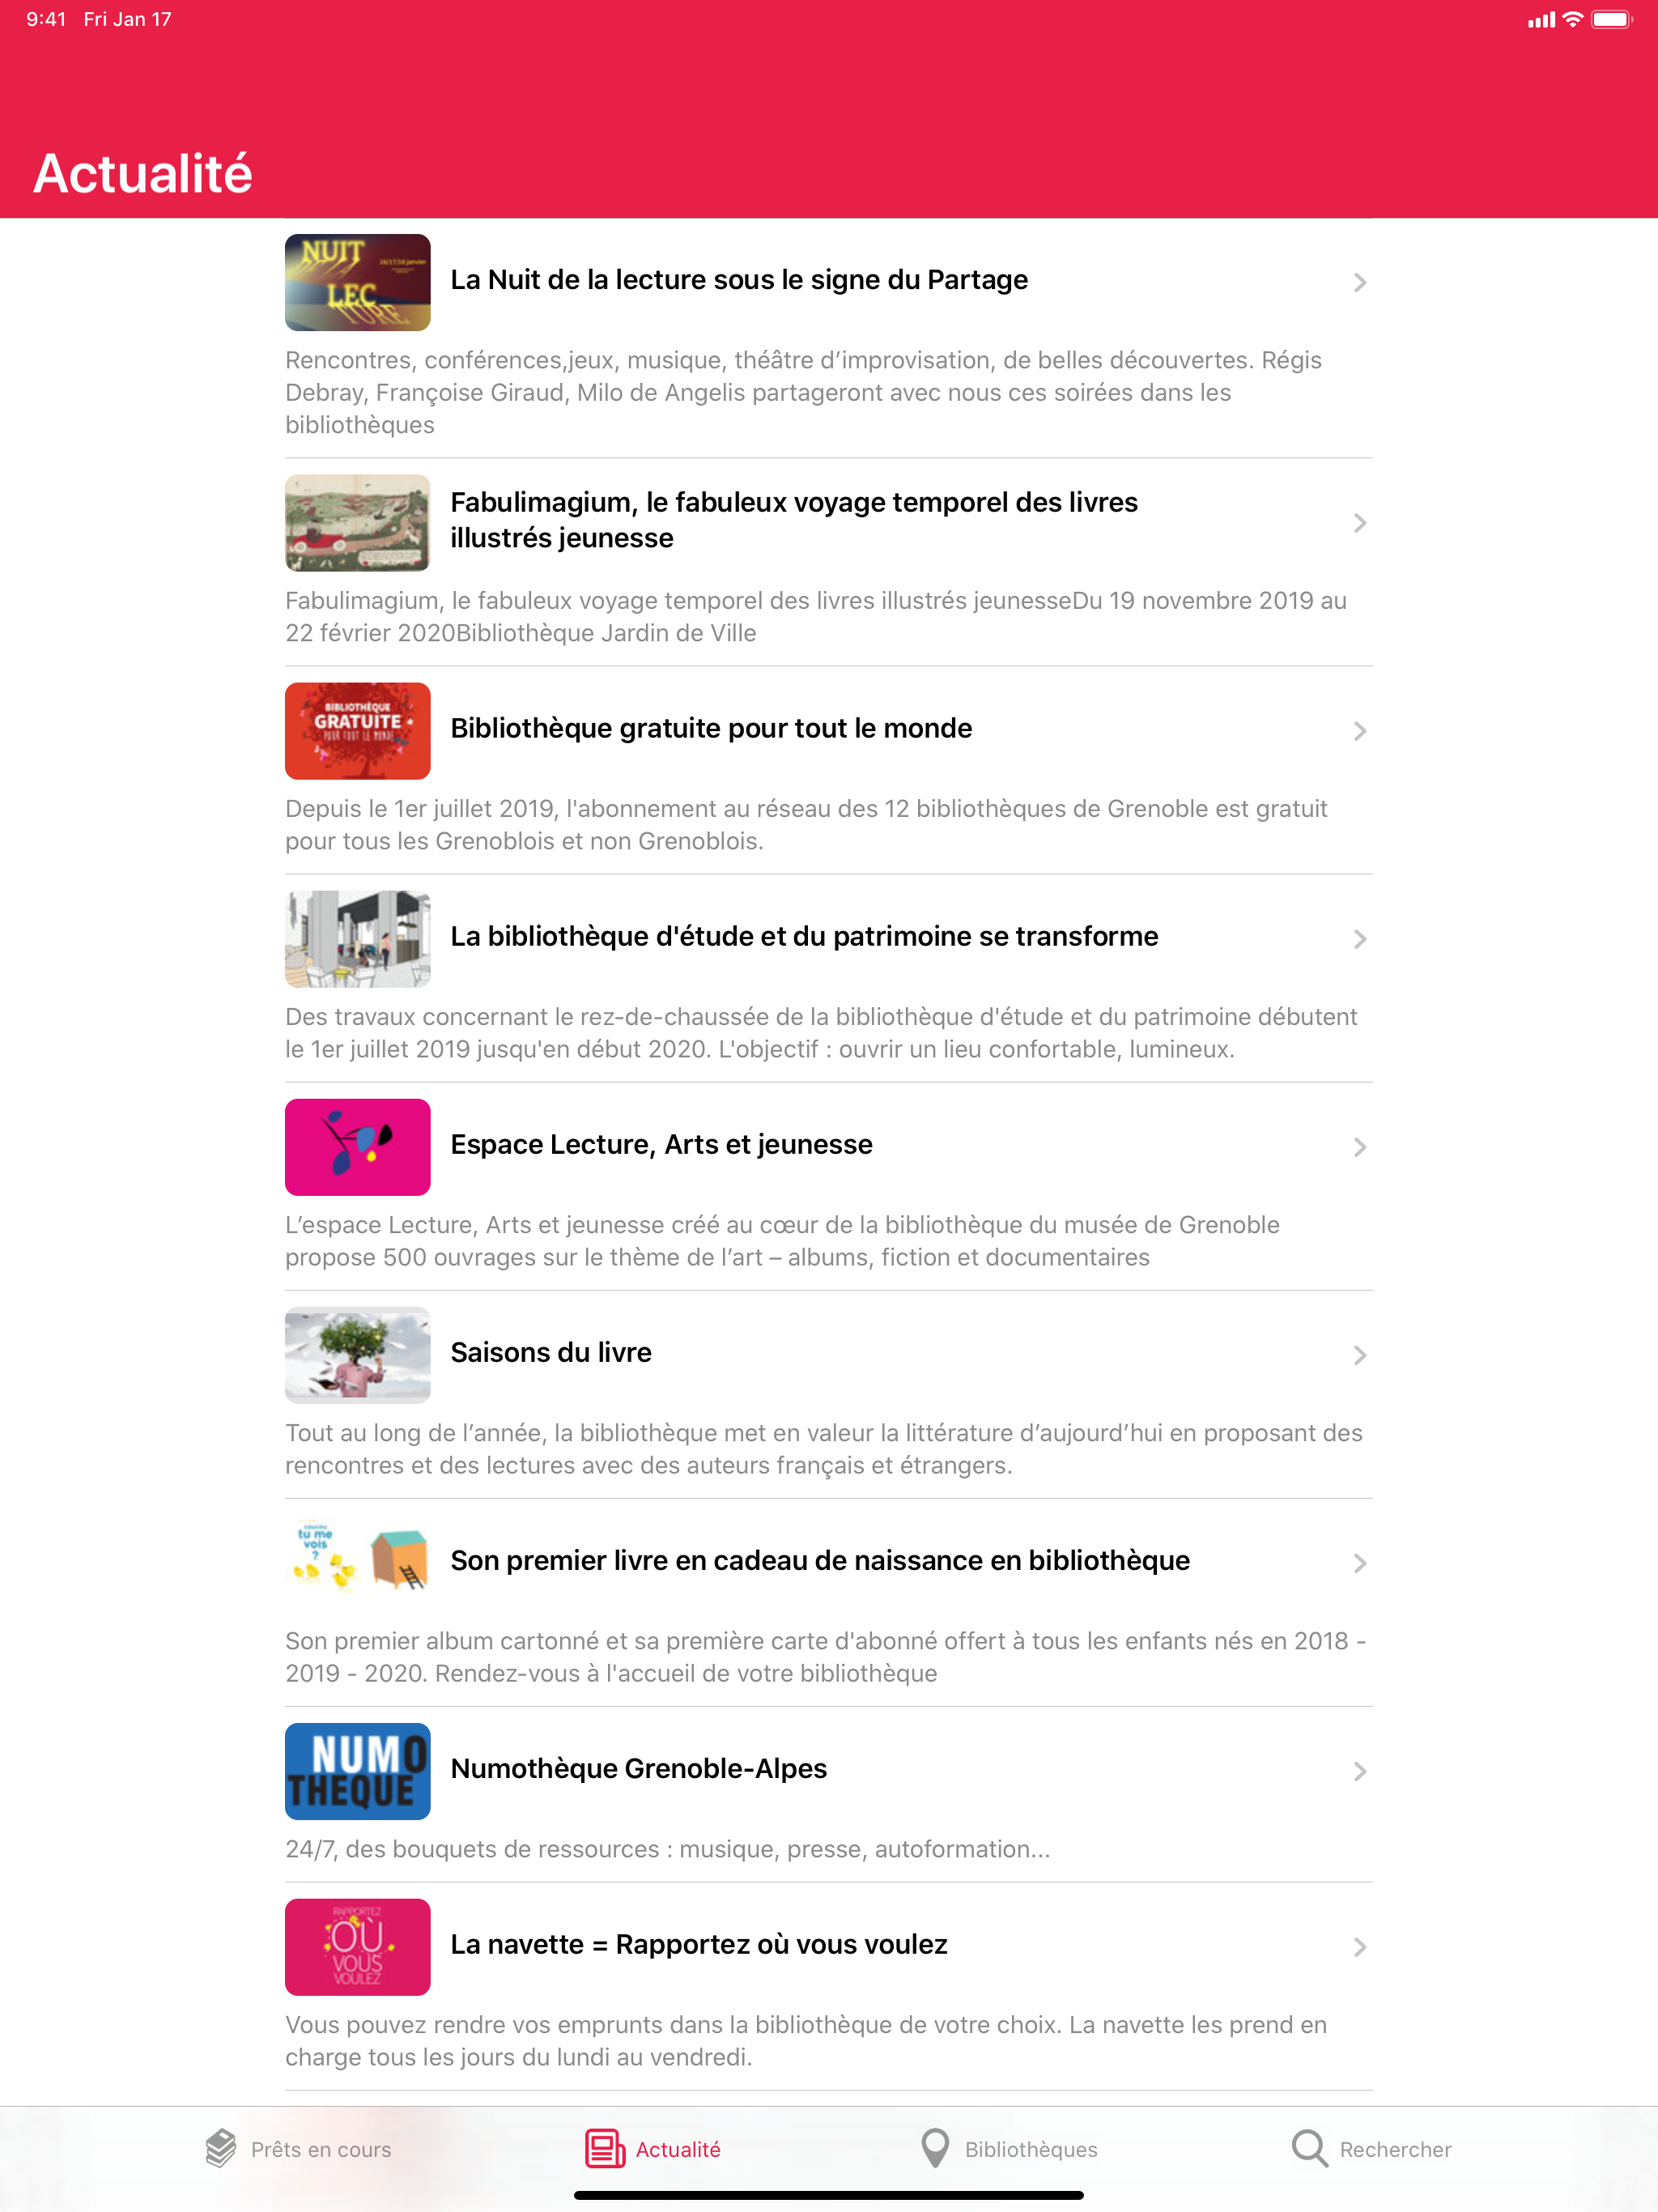 9:41 Fri Jan 17
Actualité
NUIT
LEC
TURE
La Nuit de la lecture sous le signe du Partage
Rencontres, conférences,jeux, musique, théâtre d’improvisation, de belles découvertes. Régis
Debray, Françoise Giraud, Milo de Angelis partageront avec nous ces soirées dans les
bibliothèques
Fabulimagium, le fabuleux voyage temporel des livres
illustrés jeunesse
Fabulimagium, le fabuleux voyage temporel des livres illustrés jeunesseDu 19 novembre 2019 au
22 février 2020Bibliothèque Jardin de Ville
BIBLIOTHÈQUE
GRATUITE
POUR TOUT LE MONDE
Bibliothèque gratuite pour tout le monde
Depuis le 1er juillet 2019, l'abonnement au réseau des 12 bibliothèques de Grenoble est gratuit
pour tous les Grenoblois et non Grenoblois.
La bibliothèque d'étude et du patrimoine se transforme
Des travaux concernant le rez-de-chaussée de la bibliothèque d'étude et du patrimoine débutent
le 1er juillet 2019 jusqu'en début 2020. L'objectif : ouvrir un lieu confortable, lumineux.
Espace Lecture, Arts et jeunesse
L’espace Lecture, Arts et jeunesse créé au cœur de la bibliothèque du musée de Grenoble
propose 500 ouvrages sur le thème de l’art – albums, fiction et documentaires
Saisons du livre
Tout au long de l’année, la bibliothèque met en valeur la littérature d’aujourd’hui en proposant des
rencontres et des lectures avec des auteurs français et étrangers.
coucou
tu me
vois
?
Son premier livre en cadeau de naissance en bibliothèque
Son premier album cartonné et sa première carte d'abonné offert à tous les enfants nés en 2018 -
2019 - 2020. Rendez-vous à l'accueil de votre bibliothèque
NUMO
THEQUE
Numothèque Grenoble-Alpes
24/7, des bouquets de ressources : musique, presse, autoformation...
RAPPORTEZ
OÙ
VOUS
VOULEZ
La navette = Rapportez où vous voulez
Vous pouvez rendre vos emprunts dans la bibliothèque de votre choix. La navette les prend en
charge tous les jours du lundi au vendredi.
Prêts en cours
Actualité
Bibliothèques
Rechercher